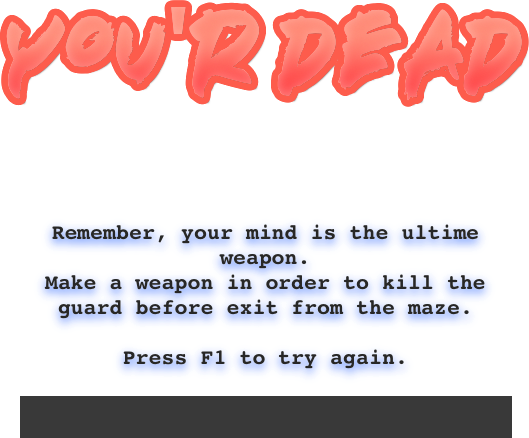 YOU'R DEAD
Remember, your mind is the ultime
weapon.
Make a weapon in order to kill the
guard before exit from the maze.
Press F1 to try again.